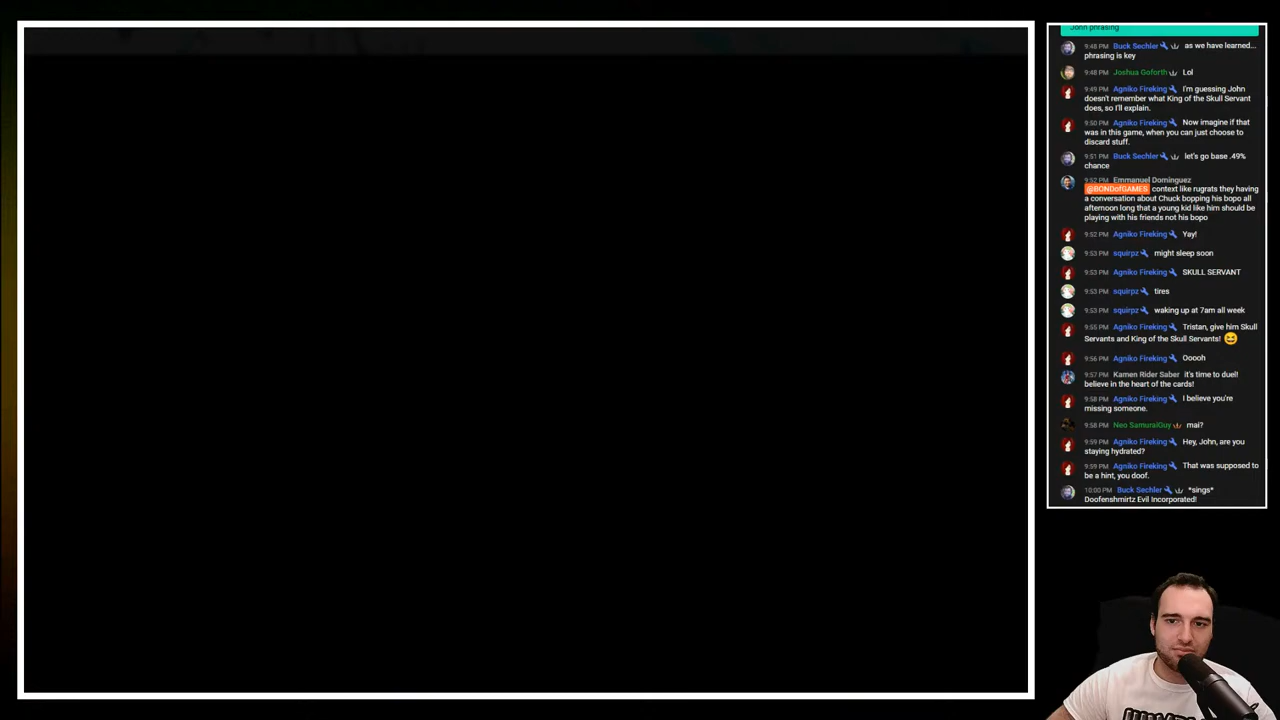 John phrasing
9:48 PM Buck Sechler as we have learned...
phrasing is key
9:48 PM Joshua Goforth Lol
9:49 PM Agniko Fireking I'm guessing John
doesn't remember what King of the Skull Servant
does, so I'll explain.
9:50 PM Agniko Fireking Now imagine if that
was in this game, when you can just choose to
discard stuff.
9:51 PM Buck Sechler let's go base .49%
chance
9:52 PM Emmanuel Dominguez
@BONDofGAMES context like rugrats they having
a conversation about Chuck bopping his bopo all
afternoon long that a young kid like him should be
playing with his friends not his bopo
9:52 PM Agniko Fireking Yay!
9:53 PM squirpz might sleep soon
9:53 PM Agniko Fireking SKULL SERVANT
9:53 PM squirpz tires
9:53 PM squirpz waking up at 7am all week
9:55 PM Agniko Fireking Tristan, give him Skull
Servants and King of the Skull Servants!
9:56 PM Agniko Fireking Ooooh
9:57 PM Kamen Rider Saber it's time to duel!
believe in the heart of the cards!
9:58 PM Agniko Fireking I believe you're
missing someone.
9:58 PM Neo SamuraiGuy mai?
9:59 PM Agniko Fireking Hey, John, are you
staying hydrated?
9:59 PM Agniko Fireking That was supposed to
be a hint, you doof.
10:00 PM Buck Sechler *sings*
Doofenshmirtz Evil Incorporated!